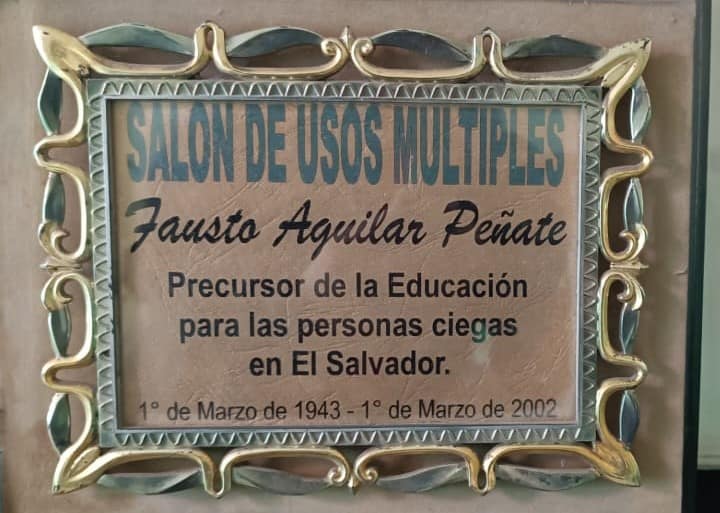 SALON DE USOS MULTIPLES
Fausto Aguilar Peñate
Precursor de la Educación
para las personas ciegas
en El Salvador.
1° de Marzo de 1943 - 1° de Marzo de 2002